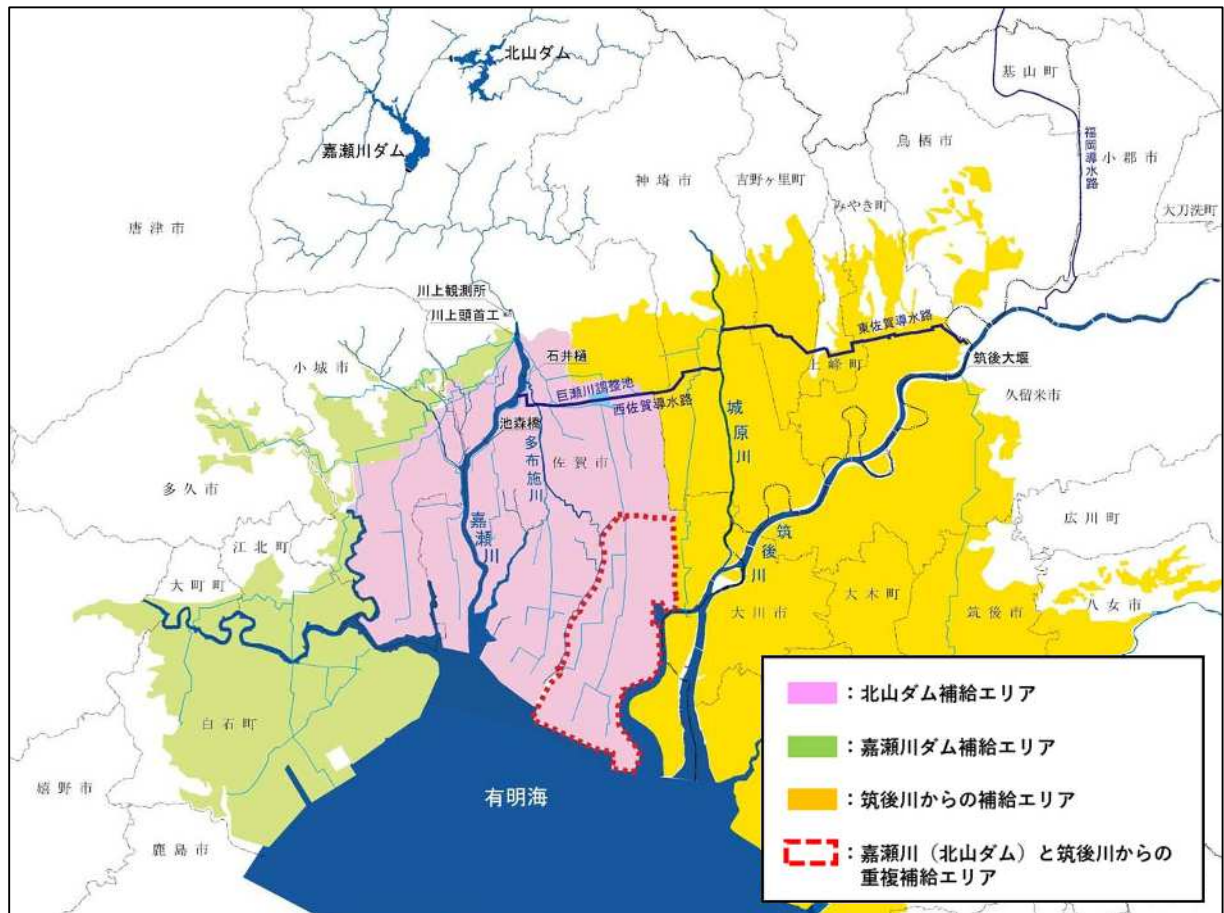 北山ダム
基山町
鳥栖市
福岡導水路
小郡市
嘉瀬川ダム
神埼市
吉野ヶ里町
みやき町
大刀洗町
唐津市
川上観測所
川上頭首工
東佐賀導水路
小城市
石井樋
上峰町
筑後大堰
巨瀬川調整池
西佐賀導水路
久留米市
池森橋
多布施川
佐賀市
城原川
多久市
嘉瀬川
筑後川
広川町
江北町
大町町
大川市
大木町
筑後市
八女市
白石町
嬉野市
有明海
鹿島市
：北山ダム補給エリア
：嘉瀬川ダム補給エリア
：筑後川からの補給エリア
：嘉瀬川（北山ダム）と筑後川からの
重複補給エリア